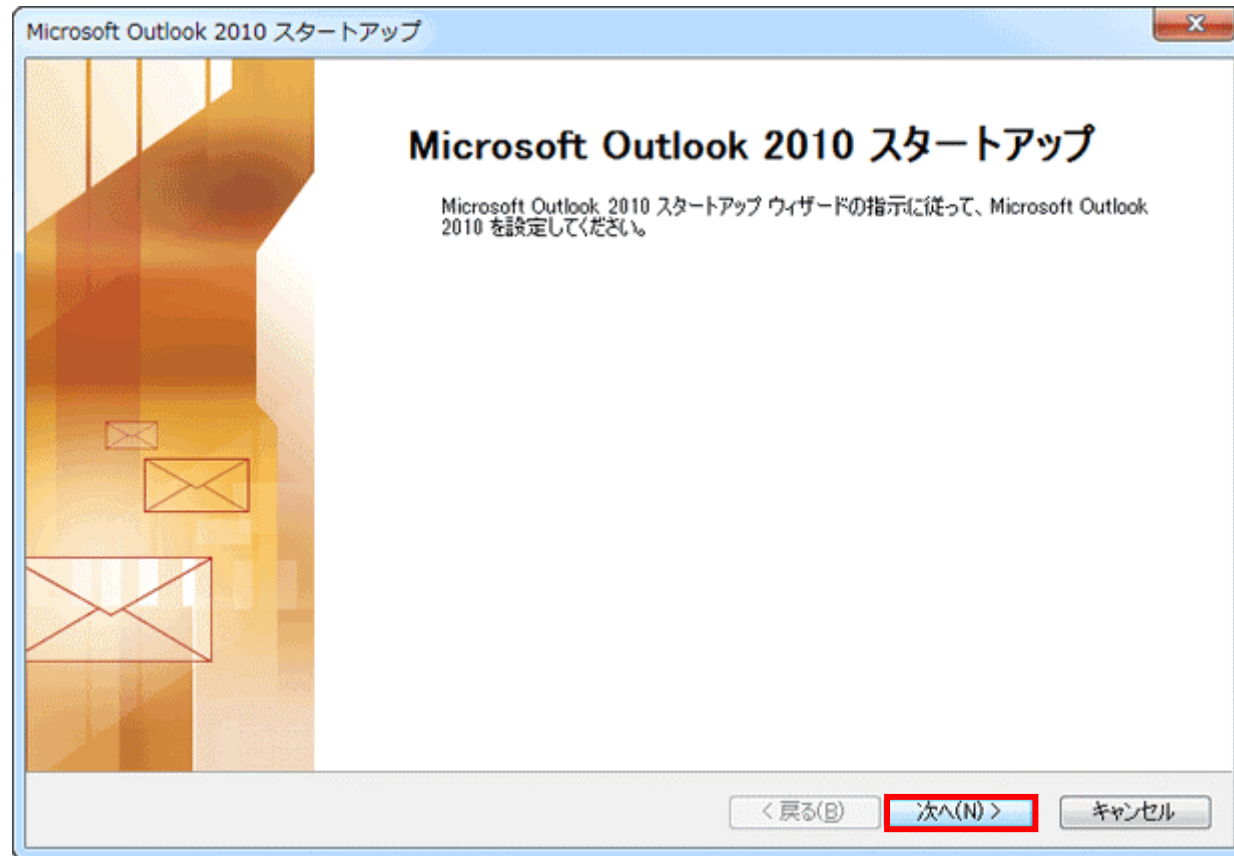 Microsoft Outlook 2010 スタートアップ
Microsoft Outlook 2010 スタートアップ
Microsoft Outlook 2010 スタートアップ ウィザードの指示に従って、Microsoft Outlook
2010 を設定してください。
< 戻る(B) 次へ(N) > キャンセル